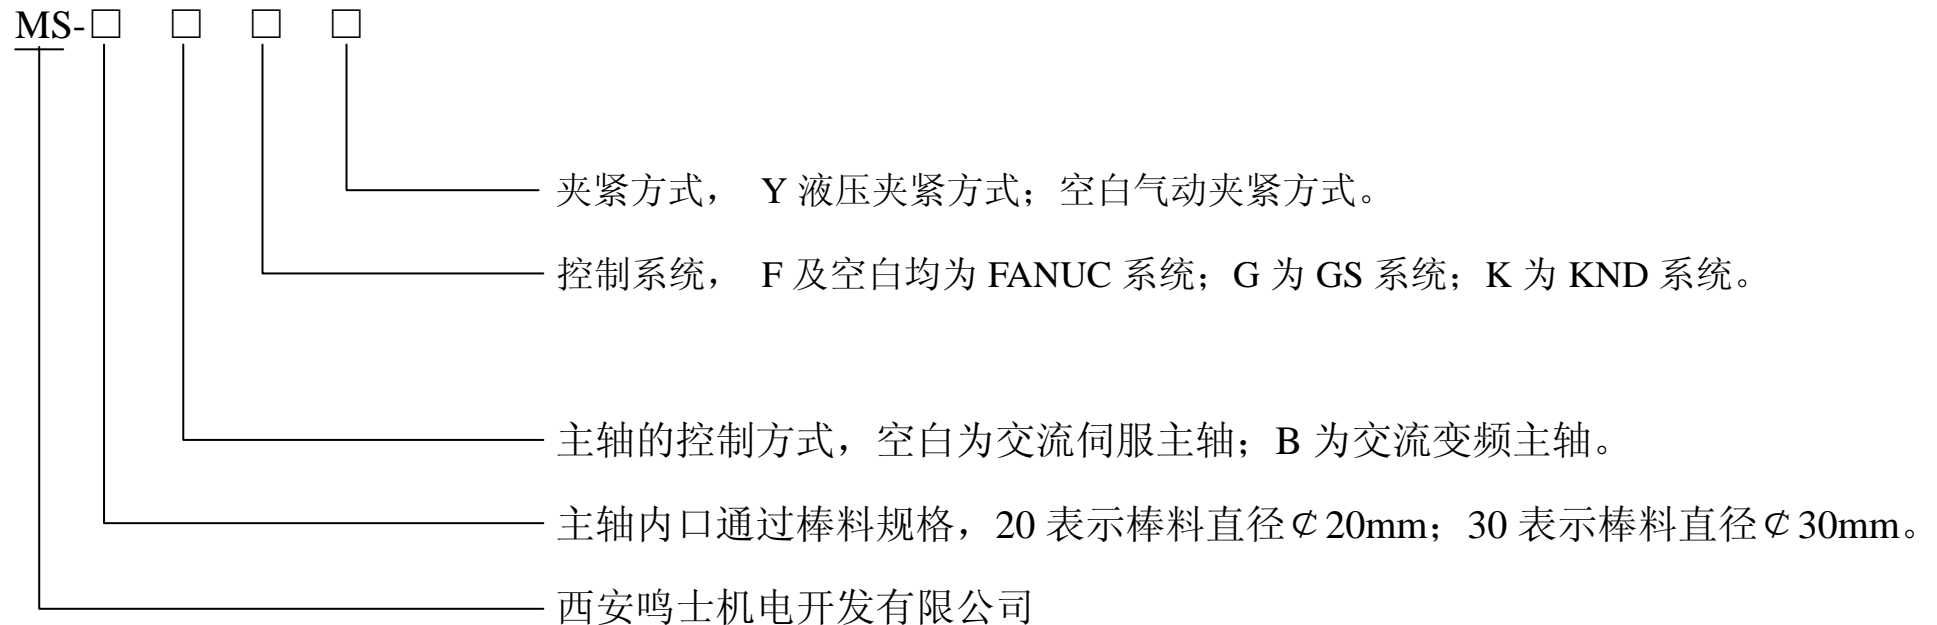 MS-□ □ □ □
夹紧方式， Y 液压夹紧方式；空白气动夹紧方式。
控制系统， F 及空白均为 FANUC 系统；G 为 GS 系统；K 为 KND 系统。
主轴的控制方式，空白为交流伺服主轴；B 为交流变频主轴。
主轴内口通过棒料规格，20 表示棒料直径￠20mm；30 表示棒料直径￠30mm。
西安鸣士机电开发有限公司